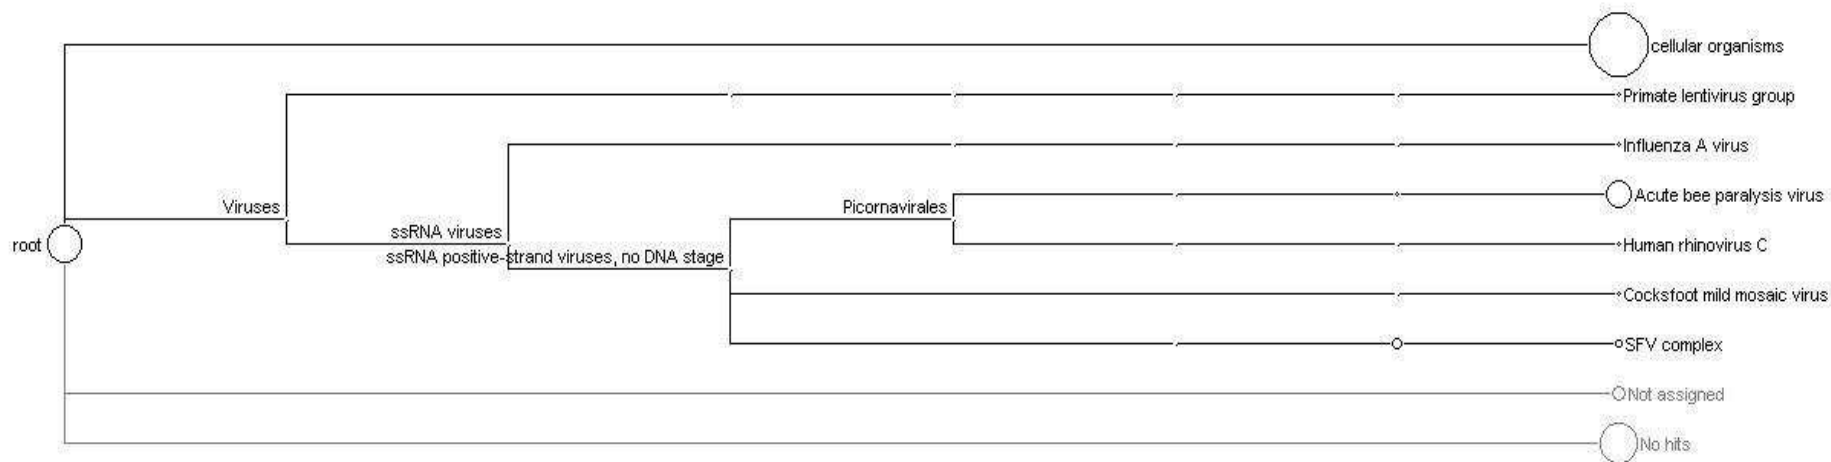 cellular organisms
Primate lentivirus group
Influenza A virus
Acute bee paralysis virus
Viruses
Picornavirales
ssRNA viruses
root
Human rhinovirus C
ssRNA positive-strand viruses, no DNA stage
Cocksfoot mild mosaic virus
SFV complex
Not assigned
No hits